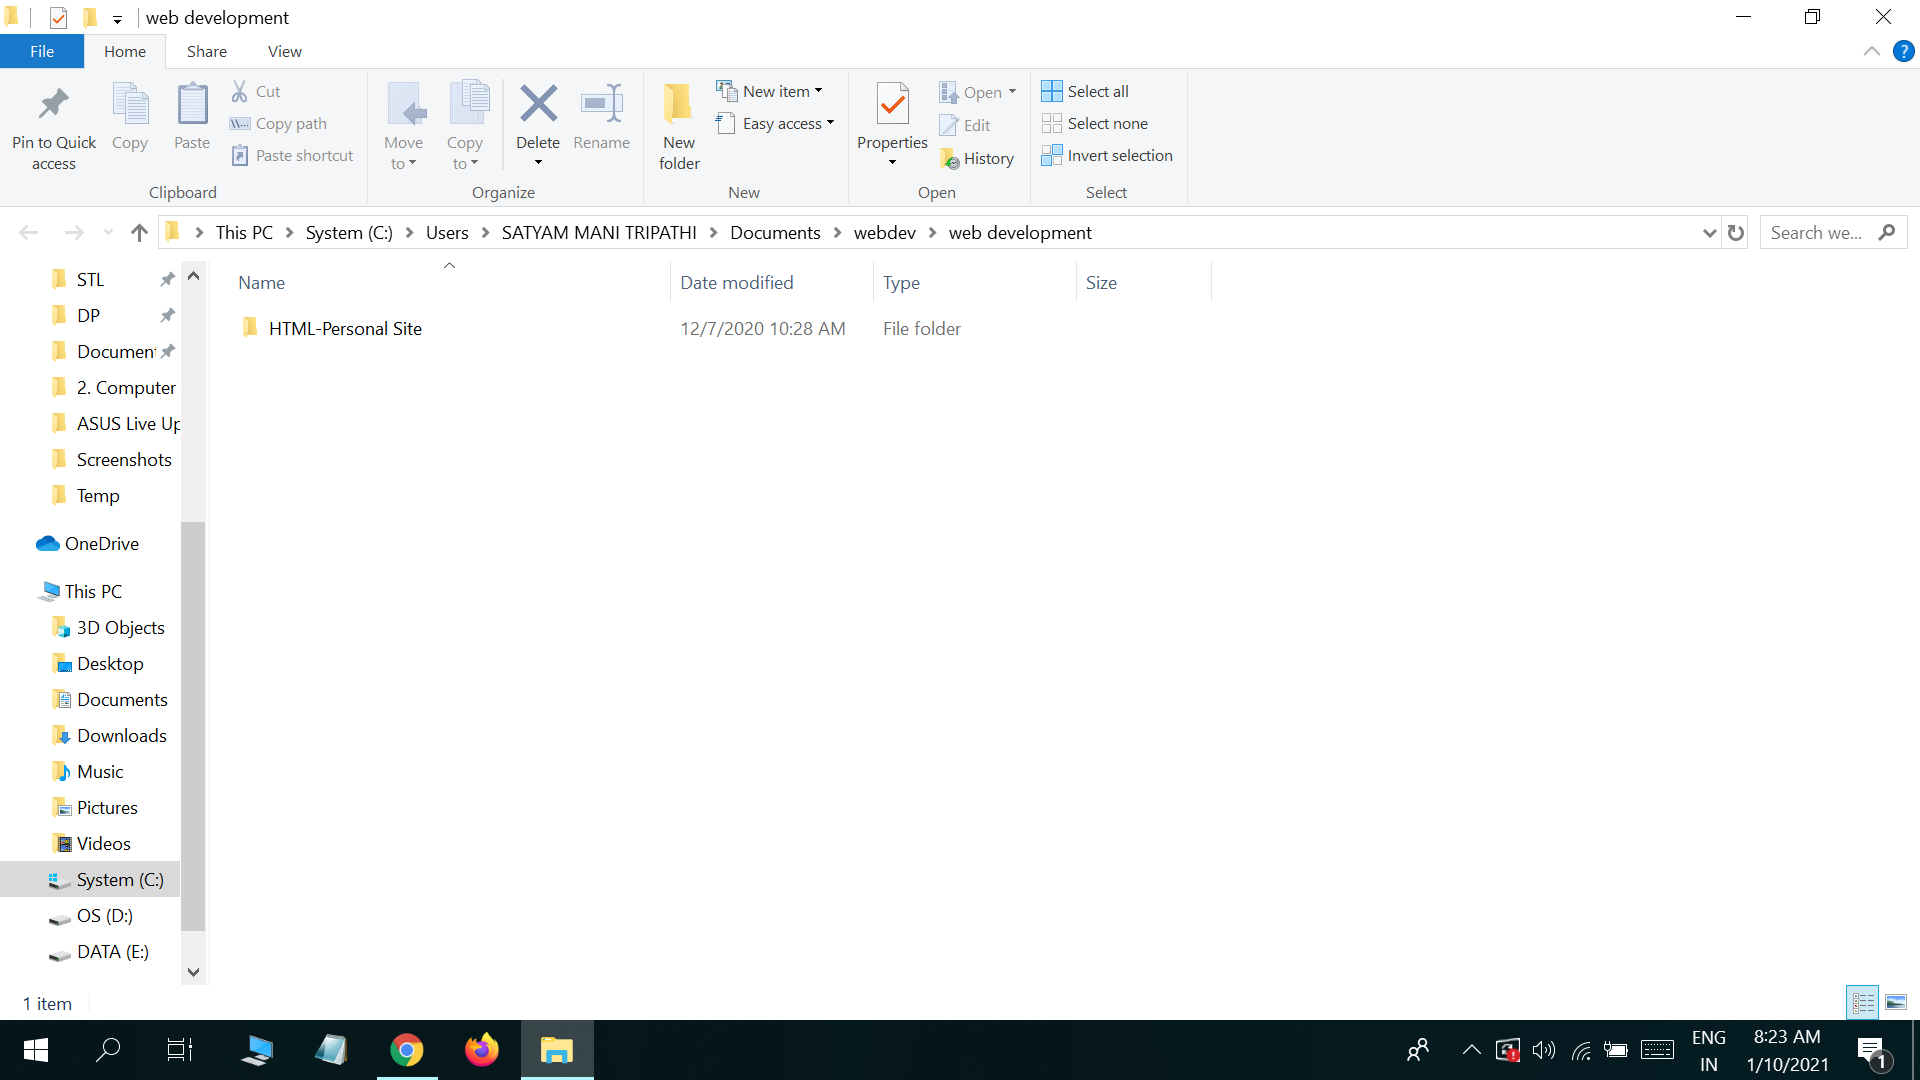 web development
File Home Share View
Pin to Quick access
Copy
Paste
Cut
Copy path
Paste shortcut
Clipboard
Move to
Copy to
Delete
Rename
Organize
New folder
New item
Easy access
New
Properties
Open
Edit
History
Open
Select all
Select none
Invert selection
Select
This PC System (C:) Users SATYAM MANI TRIPATHI Documents webdev web development
Search we...
Name Date modified Type Size
HTML-Personal Site 12/7/2020 10:28 AM File folder
STL
DP
Documen
2. Computer
ASUS Live Up
Screenshots
Temp
OneDrive
This PC
3D Objects
Desktop
Documents
Downloads
Music
Pictures
Videos
System (C:)
OS (D:)
DATA (E:)
1 item
ENG
IN
8:23 AM
1/10/2021
1